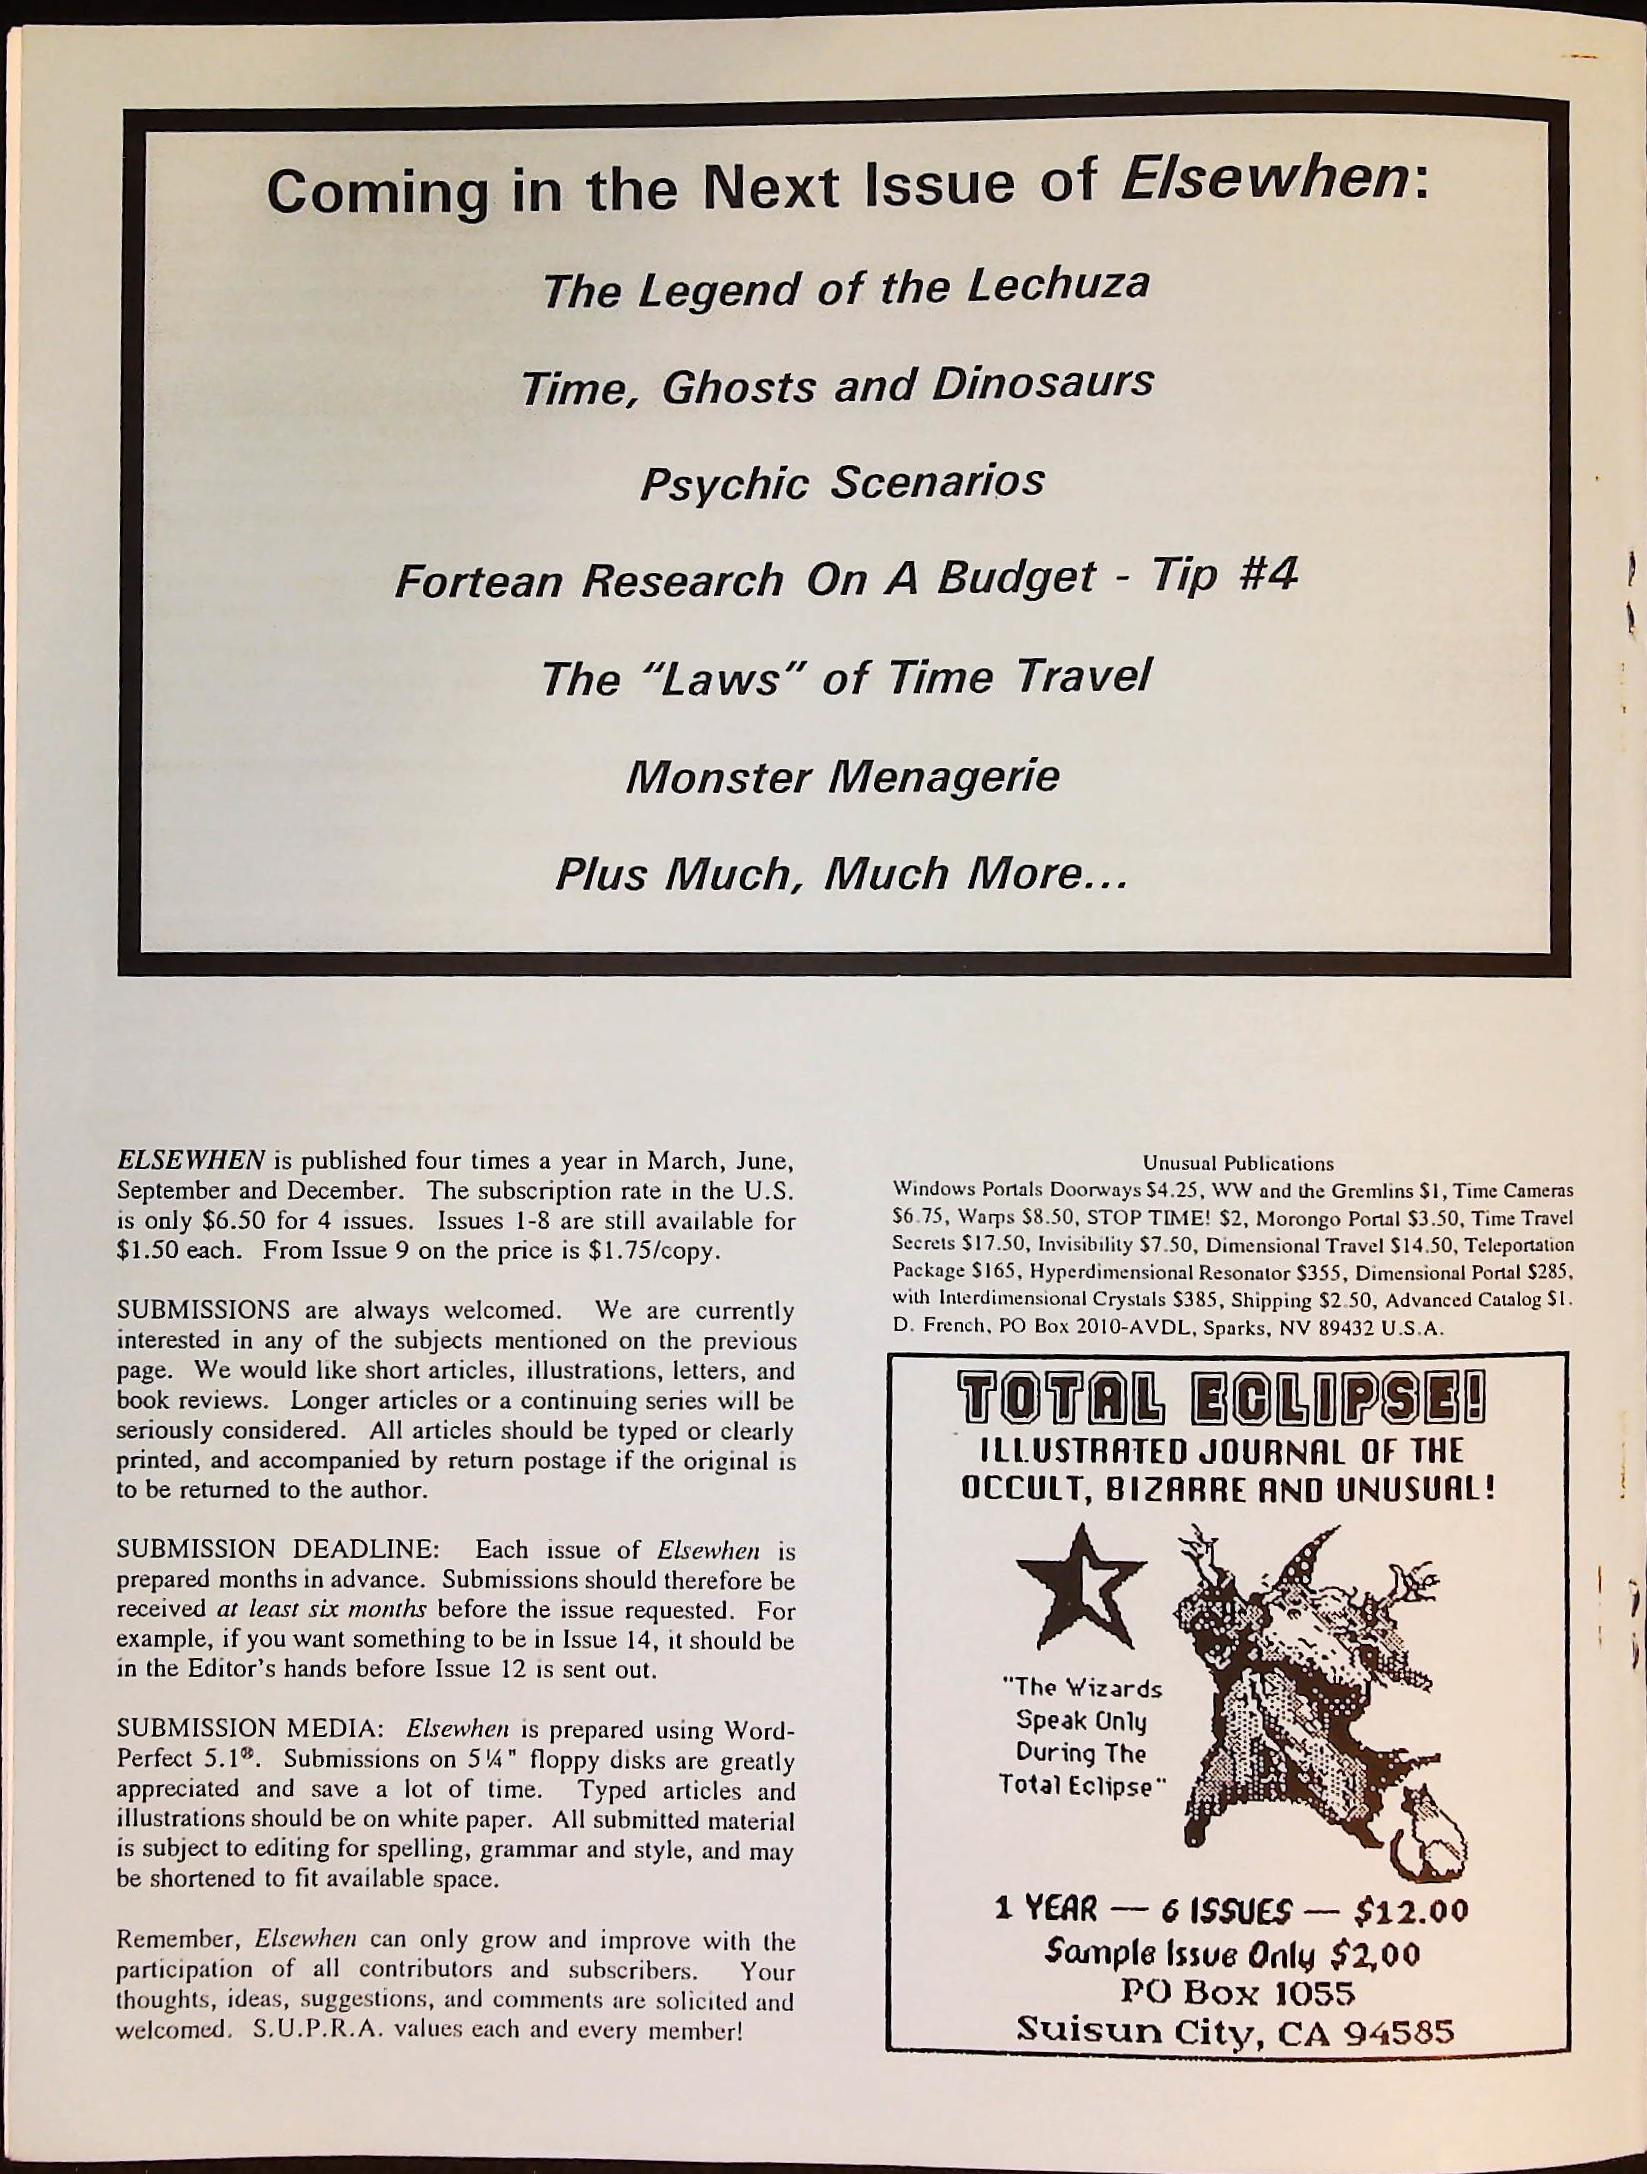 Coming in the Next Issue of Elsewhen:
The Legend of the Lechuza
Time, Ghosts and Dinosaurs
Psychic Scenarios
Fortean Research On A Budget - Tip #4
The “Laws” of Time Travel
Monster Menagerie
Plus Much, Much More...
ELSEWHEN is published four times a year in March, June,
September and December. The subscription rate in the U.S.
is only $6.50 for 4 issues. Issues 1-8 are still available for
$1.50 each. From Issue 9 on the price is $1.75/copy.
SUBMISSIONS are always welcomed. We are currently
interested in any of the subjects mentioned on the previous
page. We would like short articles, illustrations, letters, and
book reviews. Longer articles or a continuing series will be
seriously considered. All articles should be typed or clearly
printed, and accompanied by return postage if the original is
to be returned to the author.
SUBMISSION DEADLINE: Each issue of Elsewhen is
prepared months in advance. Submissions should therefore be
received at least six months before the issue requested. For
example, if you want something to be in Issue 14, it should be
in the Editor's hands before Issue 12 is sent out.
SUBMISSION MEDIA: Elsewhen is prepared using Word-
Perfect 5.1®. Submissions on 5¼" floppy disks are greatly
appreciated and save a lot of time. Typed articles and
illustrations should be on white paper. All submitted material
is subject to editing for spelling, grammar and style, and may
be shortened to fit available space.
Remember, Elsewhen can only grow and improve with the
participation of all contributors and subscribers. Your
thoughts, ideas, suggestions, and comments are solicited and
welcomed. S.U.P.R.A. values each and every member!
Unusual Publications
Windows Portals Doorways $4.25, WW and the Gremlins $1, Time Cameras
$6.75, Warps $8.50, STOP TIME! $2, Morongo Portal $3.50, Time Travel
Secrets $17.50, Invisibility $7.50, Dimensional Travel $14.50, Teleportation
Package $165, Hyperdimensional Resonator $355, Dimensional Portal $285,
with Interdimensional Crystals $385, Shipping $2.50, Advanced Catalog $1.
D. French, PO Box 2010-AVDL, Sparks, NV 89432 U.S.A.
TOTAL ECLIPSE!
ILLUSTRATED JOURNAL OF THE
OCCULT, BIZARRE AND UNUSUAL!
"The Wizards
Speak Only
During The
Total Eclipse"
1 YEAR — 6 ISSUES — $12.00
Sample Issue Only $2.00
PO Box 1055
Suisun City, CA 94585